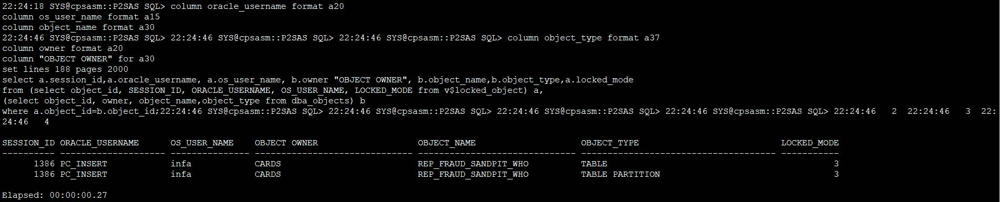 22:24:18 SYS@cpsasm::P2SAS SQL> column oracle_username format a20
column os_user_name format a15
column object_name format a30
22:24:46 SYS@cpsasm::P2SAS SQL> 22:24:46 SYS@cpsasm::P2SAS SQL> 22:24:46 SYS@cpsasm::P2SAS SQL> column object_type format a37
column owner format a20
column "OBJECT OWNER" for a30
set lines 188 pages 2000
select a.session_id,a.oracle_username, a.os_user_name, b.owner "OBJECT OWNER", b.object_name,b.object_type,a.locked_mode
from (select object_id, SESSION_ID, ORACLE_USERNAME, OS_USER_NAME, LOCKED_MODE from v$locked_object) a,
(select object_id, owner, object_name,object_type from dba_objects) b
where a.object_id=b.object_id;22:24:46 SYS@cpsasm::P2SAS SQL> 22:24:46 SYS@cpsasm::P2SAS SQL> 22:24:46 SYS@cpsasm::P2SAS SQL> 22:24:46 SYS@cpsasm::P2SAS SQL> 22:24:46   2  22:24:46   3  22:
24:46   4
SESSION_ID ORACLE_USERNAME      OS_USER_NAME    OBJECT OWNER                   OBJECT_NAME                    OBJECT_TYPE                           LOCKED_MODE
---------- -------------------- --------------- ------------------------------ ------------------------------ ------------------------------------- -----------
      1386 PC_INSERT            infa            CARDS                          REP_FRAUD_SANDPIT_WHO          TABLE                                           3
      1386 PC_INSERT            infa            CARDS                          REP_FRAUD_SANDPIT_WHO          TABLE PARTITION                                 3
Elapsed: 00:00:00.27